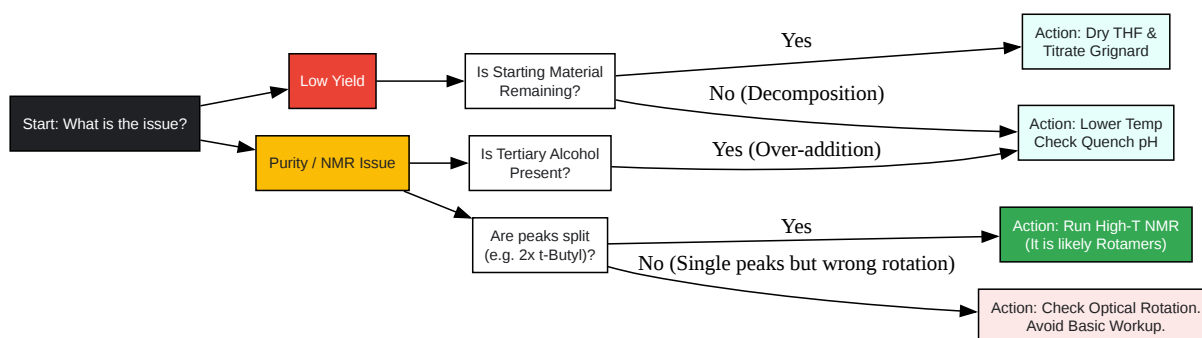 Start: What is the issue?
Low Yield
Purity / NMR Issue
Is Starting Material
Remaining?
Is Tertiary Alcohol
Present?
Are peaks split
(e.g. 2x t-Butyl)?
Yes
No (Decomposition)
Yes (Over-addition)
Yes
No (Single peaks but wrong rotation)
Action: Dry THF &
Titrate Grignard
Action: Lower Temp
Check Quench pH
Action: Run High-T NMR
(It is likely Rotamers)
Action: Check Optical Rotation.
Avoid Basic Workup.